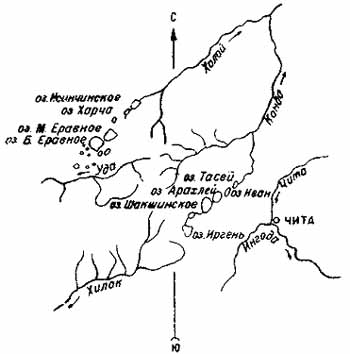 С
Холой
оз. Исинчинское
оз. Харча
оз. М. Еравное
оз. Б. Еравное
Конда
Уда
оз. Тасей
оз. Арахлей
оз. Иван
оз. Шакшинское
Чита
ЧИТА
оз. Иргень
Ингода
Хилок
Ю